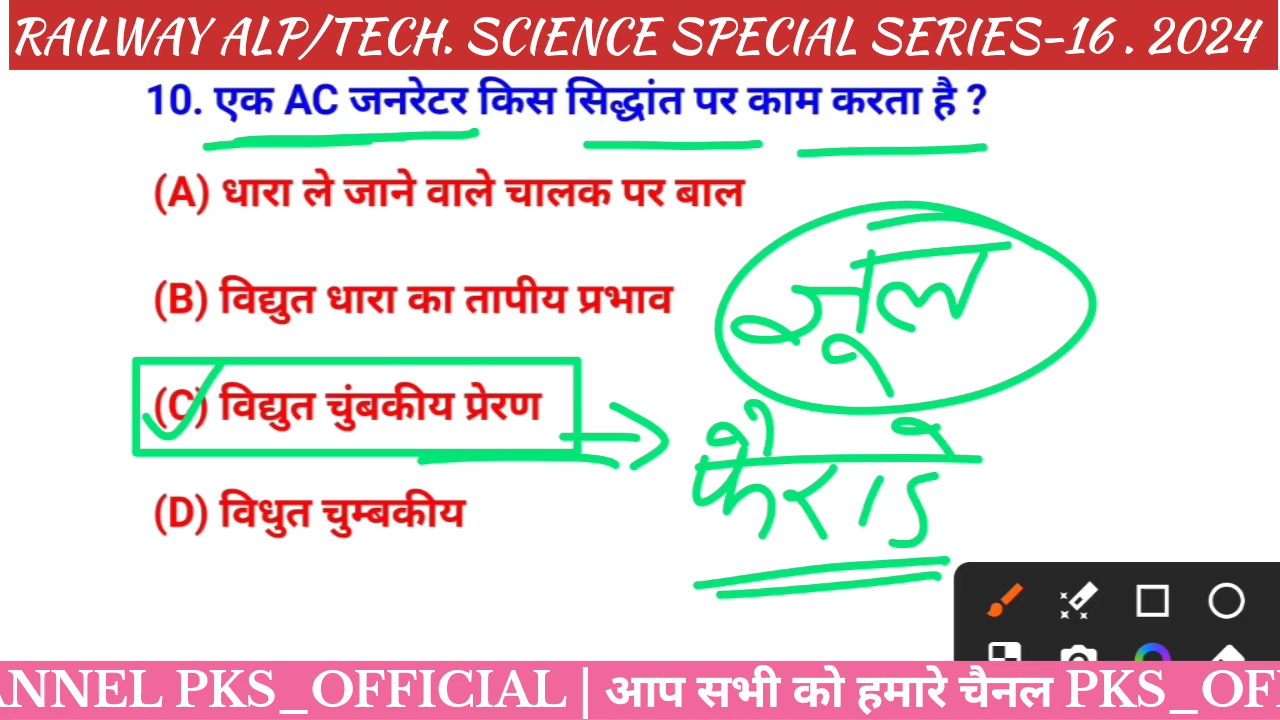 RAILWAY ALP/TECH. SCIENCE SPECIAL SERIES-16 . 2024
10. एक AC जनरेटर किस सिद्धांत पर काम करता है ?
(A) धारा ले जाने वाले चालक पर बाल
(B) विद्युत धारा का तापीय प्रभाव
जूल
(C) विद्युत चुंबकीय प्रेरण
फैराडे
(D) विधुत चुम्बकीय
ANNEL PKS_OFFICIAL | आप सभी को हमारे चैनल PKS_OF